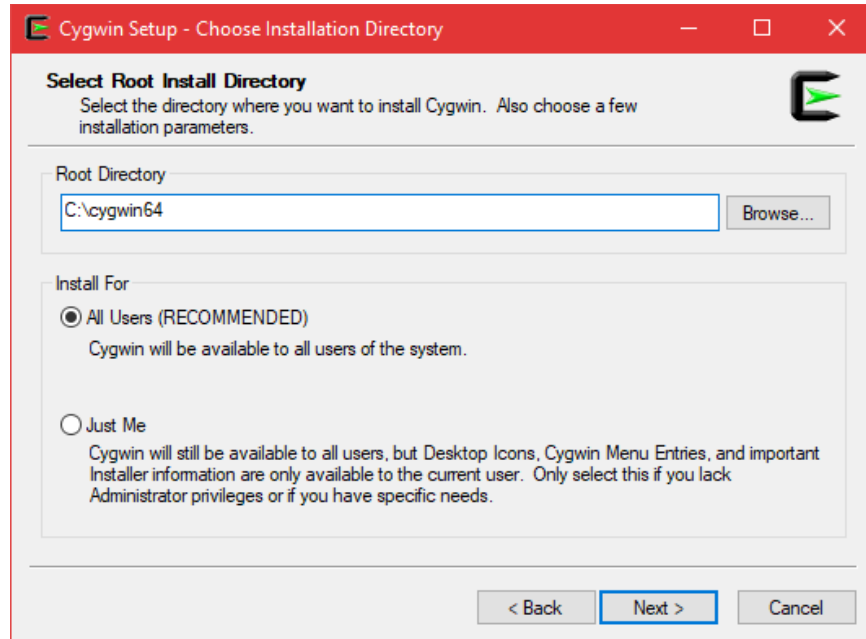 Cygwin Setup - Choose Installation Directory
Select Root Install Directory
Select the directory where you want to install Cygwin. Also choose a few
installation parameters.
Root Directory
C:\cygwin64
Browse...
Install For
All Users (RECOMMENDED)
Cygwin will be available to all users of the system.
Just Me
Cygwin will still be available to all users, but Desktop Icons, Cygwin Menu Entries, and important
Installer information are only available to the current user. Only select this if you lack
Administrator privileges or if you have specific needs.
< Back
Next >
Cancel